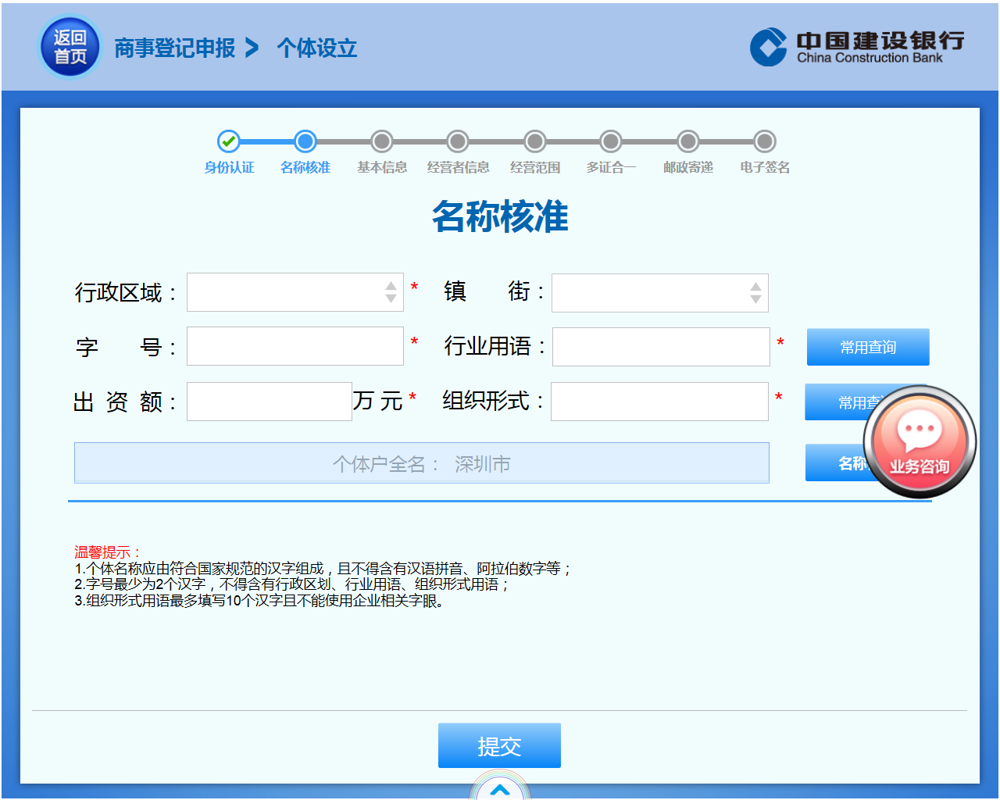 返回
首页
商事登记申报 个体设立
中国建设银行
China Construction Bank
身份认证 名称核准 基本信息 经营者信息 经营范围 多证合一 邮政寄递 电子签名
名称核准
行政区域： * 镇 街：
字 号： * 行业用语： * 常用查询
出 资 额： 万 元 * 组织形式： * 常用查
个体户全名： 深圳市 名称
业务咨询
温馨提示：
1.个体名称应由符合国家规范的汉字组成，且不得含有汉语拼音、阿拉伯数字等；
2.字号最少为2个汉字，不得含有行政区划、行业用语、组织形式用语；
3.组织形式用语最多填写10个汉字且不能使用企业相关字眼。
提交